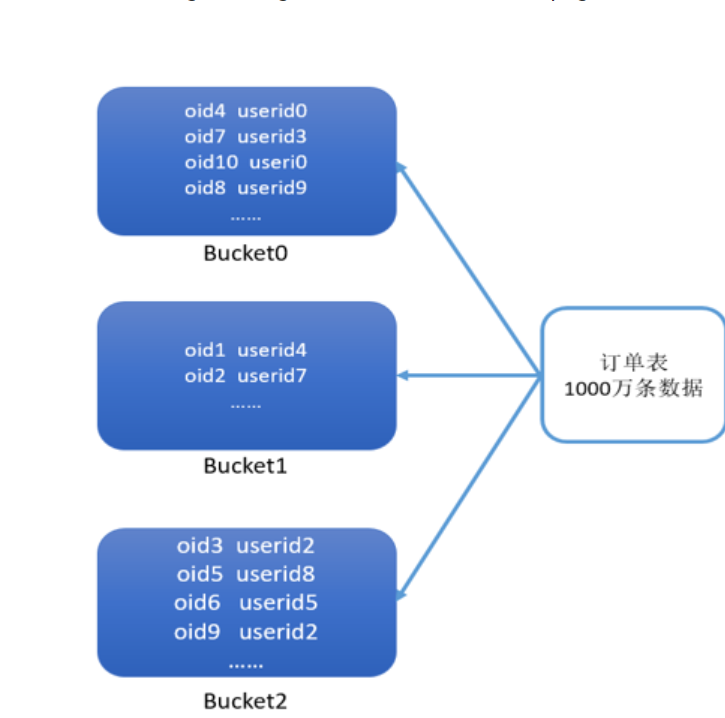 oid4 userid0
oid7 userid3
oid10 useri0
oid8 userid9
......
Bucket0
oid1 userid4
oid2 userid7
......
Bucket1
oid3 userid2
oid5 userid8
oid6 userid5
oid9 userid2
......
Bucket2
订单表
1000万条数据